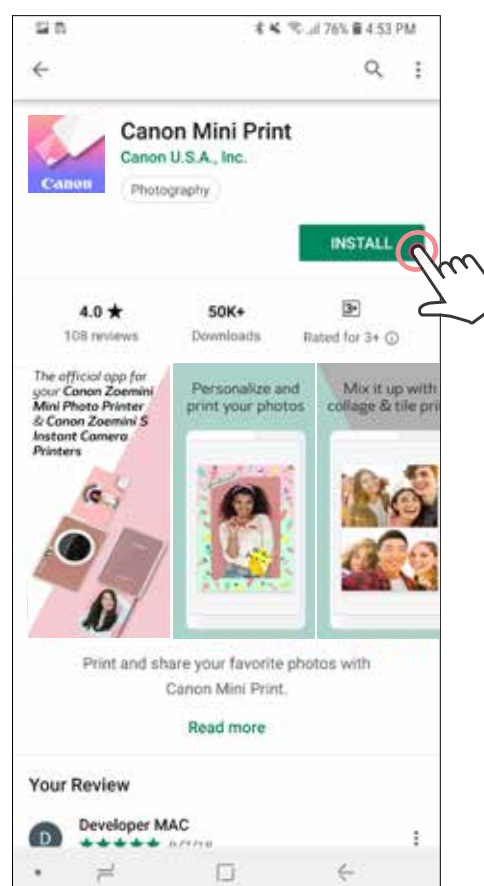 76% 4:53 PM
Canon Mini Print
Canon U.S.A., Inc.
Canon
Photography
INSTALL
4.0 ★ 50K+ 3+
108 reviews Downloads Rated for 3+
The official app for
your Canon Zoemini
Mini Photo Printer
& Canon Zoemini S
Instant Camera
Printers
Personalize and
print your photos
Mix it up with
collage & tile pri
Print and share your favorite photos with
Canon Mini Print.
Read more
Your Review
D
Developer MAC